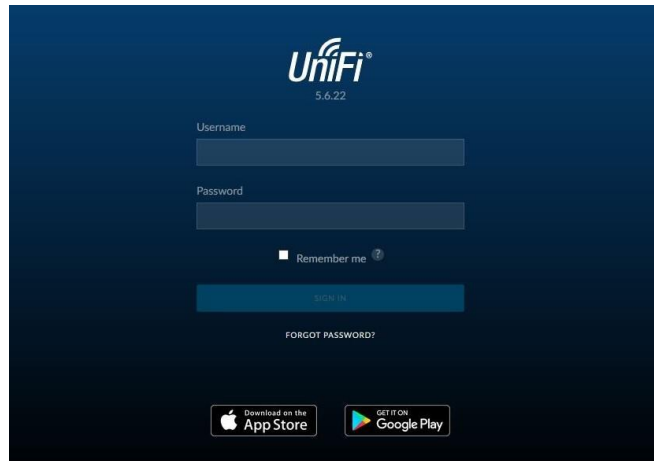 UniFi®
5.6.22
Username
Password
Remember me ?
SIGN IN
FORGOT PASSWORD?
Download on the
App Store
GET IT ON
Google Play